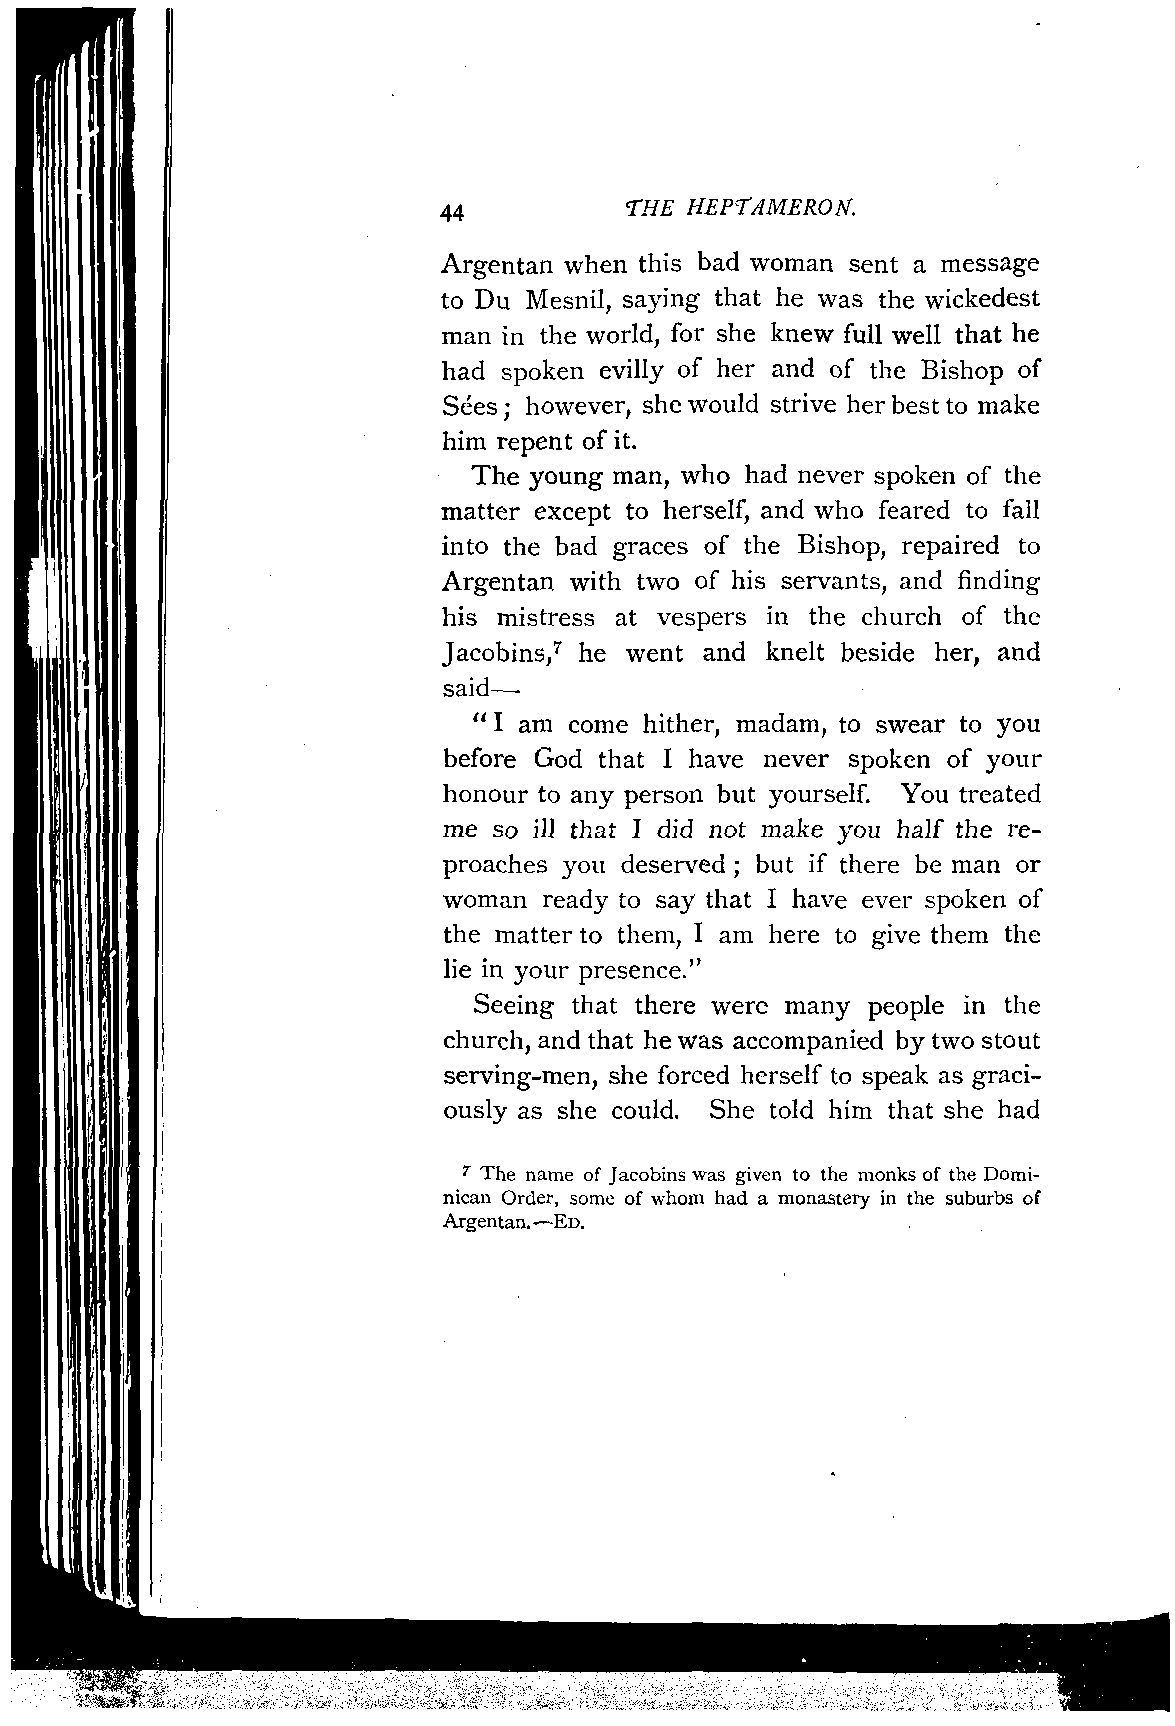 44 THE HEPTAMERON.
Argentan when this bad woman sent a message
to Du Mesnil, saying that he was the wickedest
man in the world, for she knew full well that he
had spoken evilly of her and of the Bishop of
Sées; however, she would strive her best to make
him repent of it.
The young man, who had never spoken of the
matter except to herself, and who feared to fall
into the bad graces of the Bishop, repaired to
Argentan with two of his servants, and finding
his mistress at vespers in the church of the
Jacobins,⁷ he went and knelt beside her, and
said—
“I am come hither, madam, to swear to you
before God that I have never spoken of your
honour to any person but yourself. You treated
me so ill that I did not make you half the re-
proaches you deserved; but if there be man or
woman ready to say that I have ever spoken of
the matter to them, I am here to give them the
lie in your presence.”
Seeing that there were many people in the
church, and that he was accompanied by two stout
serving-men, she forced herself to speak as graci-
ously as she could. She told him that she had
⁷ The name of Jacobins was given to the monks of the Domi-
nican Order, some of whom had a monastery in the suburbs of
Argentan.—ED.